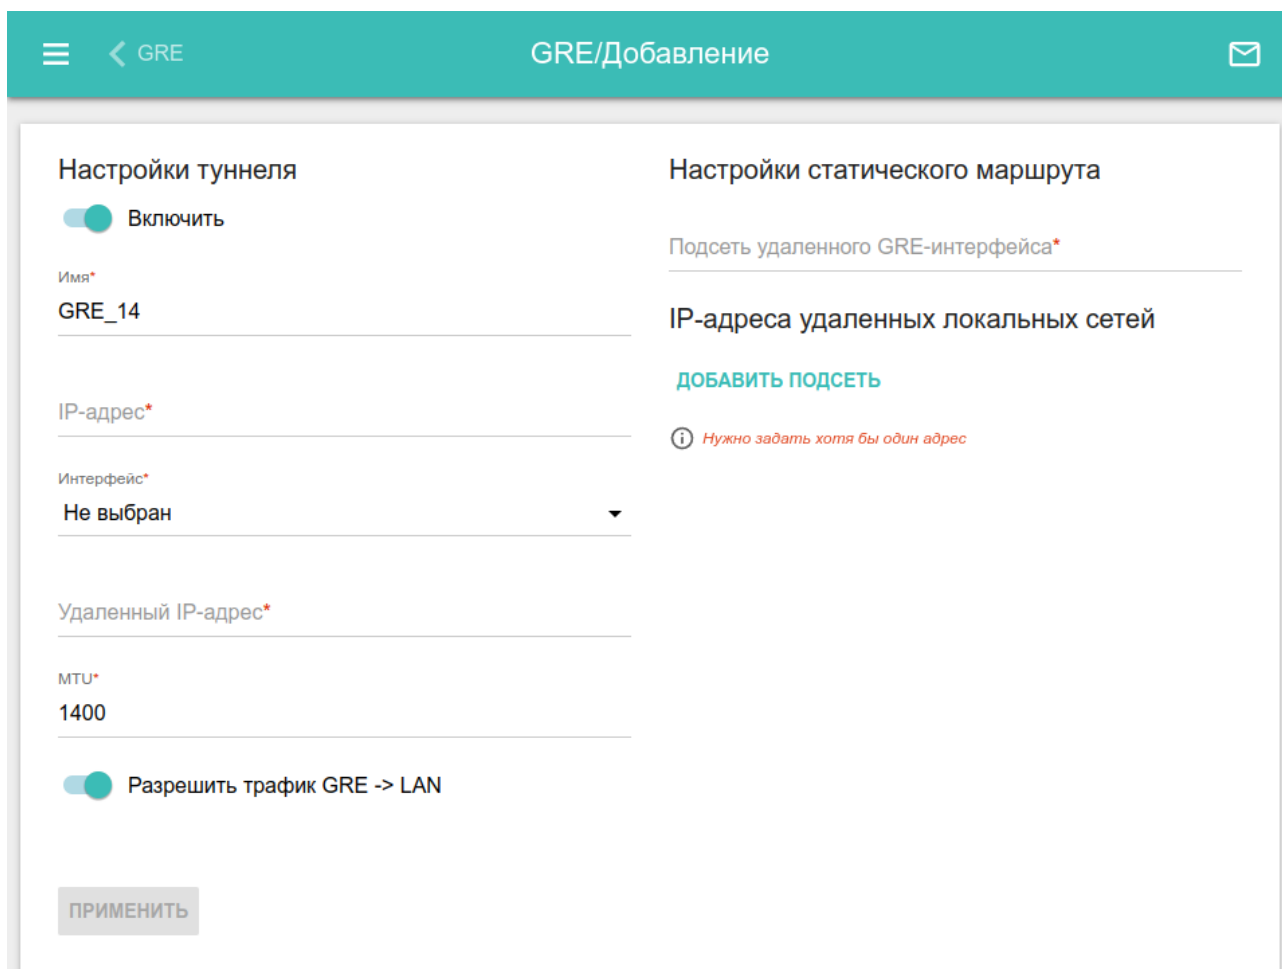 GRE
GRE/Добавление
Настройки туннеля
Включить
Имя*
GRE_14
IP-адрес*
Интерфейс*
Не выбран
Удаленный IP-адрес*
MTU*
1400
Разрешить трафик GRE -> LAN
ПРИМЕНИТЬ
Настройки статического маршрута
Подсеть удаленного GRE-интерфейса*
IP-адреса удаленных локальных сетей
ДОБАВИТЬ ПОДСЕТЬ
Нужно задать хотя бы один адрес